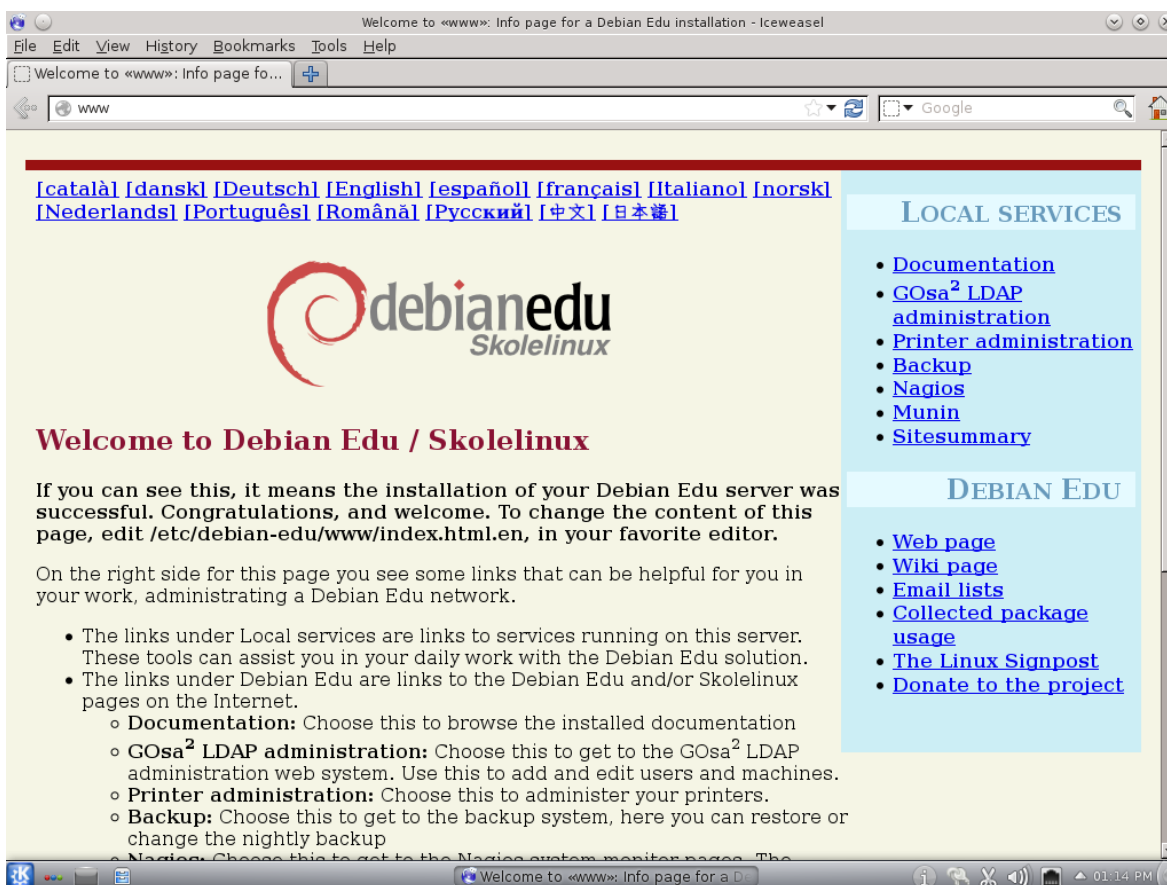 Welcome to «www»: Info page for a Debian Edu installation - Iceweasel
File Edit View History Bookmarks Tools Help
Welcome to «www»: Info page fo...
www
Google
[català] [dansk] [Deutsch] [English] [español] [français] [Italiano] [norsk]
[Nederlands] [Português] [Română] [Русский] [中文] [日本語]
debianedu
Skolelinux
Welcome to Debian Edu / Skolelinux
If you can see this, it means the installation of your Debian Edu server was
successful. Congratulations, and welcome. To change the content of this
page, edit /etc/debian-edu/www/index.html.en, in your favorite editor.
On the right side for this page you see some links that can be helpful for you in
your work, administrating a Debian Edu network.
• The links under Local services are links to services running on this server.
These tools can assist you in your daily work with the Debian Edu solution.
• The links under Debian Edu are links to the Debian Edu and/or Skolelinux
pages on the Internet.
◦ Documentation: Choose this to browse the installed documentation
◦ GOsa² LDAP administration: Choose this to get to the GOsa² LDAP
administration web system. Use this to add and edit users and machines.
◦ Printer administration: Choose this to administer your printers.
◦ Backup: Choose this to get to the backup system, here you can restore or
change the nightly backup
◦ Nagios: Choose this to get to the Nagios system monitor pages. The
LOCAL SERVICES
• Documentation
• GOsa² LDAP
administration
• Printer administration
• Backup
• Nagios
• Munin
• Sitesummary
DEBIAN EDU
• Web page
• Wiki page
• Email lists
• Collected package
usage
• The Linux Signpost
• Donate to the project
Welcome to «www»: Info page for a De
01:14 PM